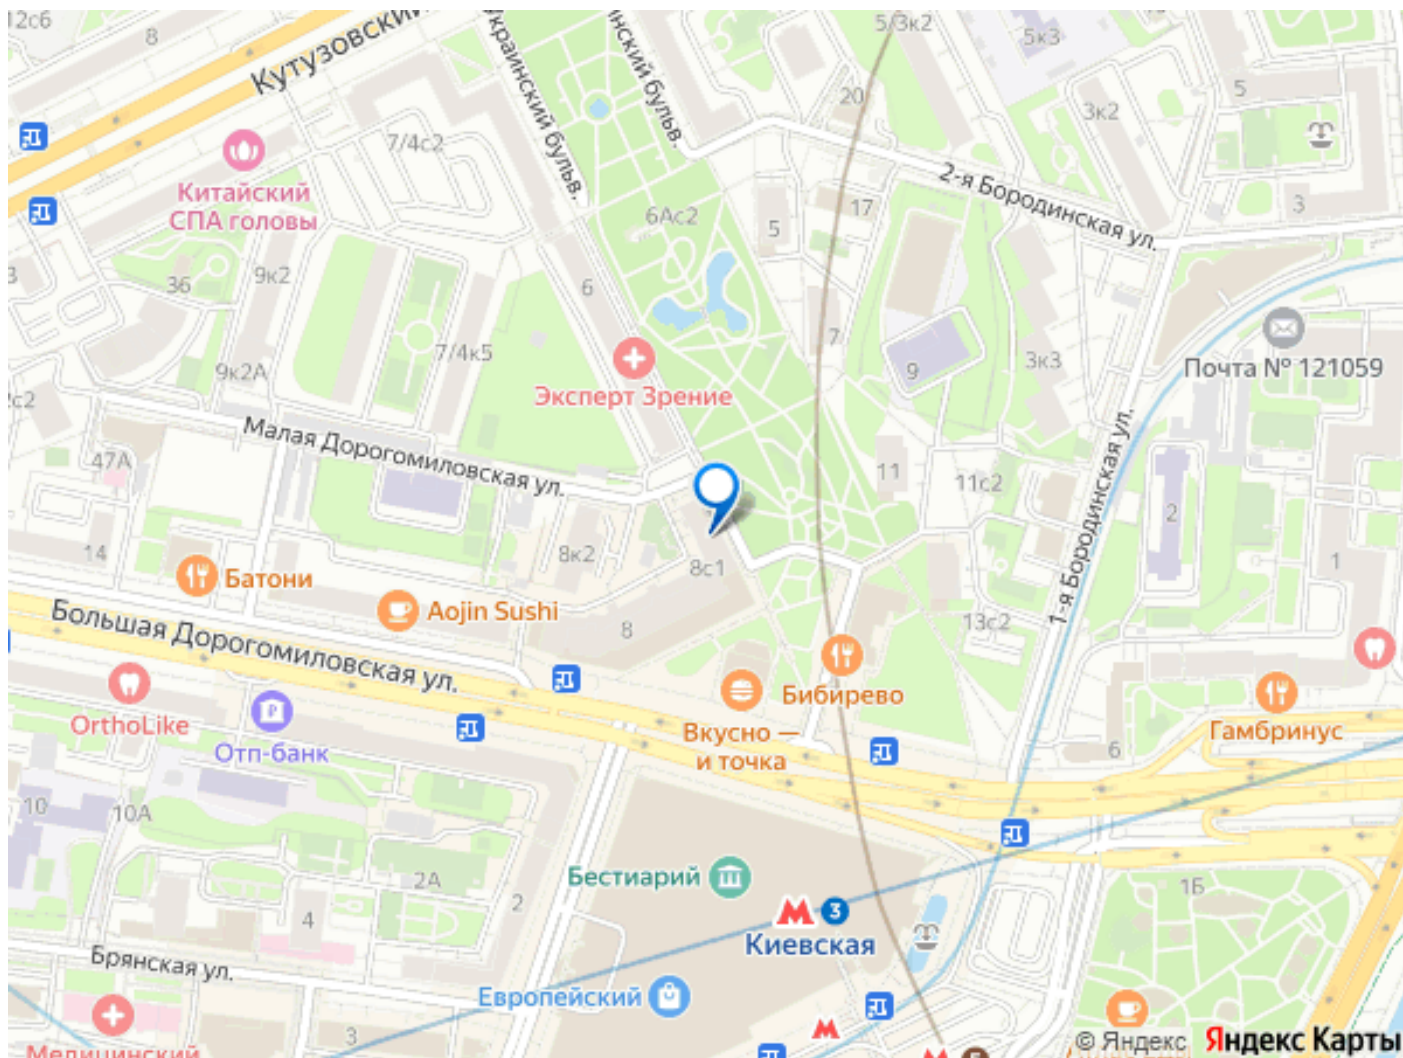 12с6
8
Кутузовский
Украинский бульв.
инский бульв.
5/3к2
5к3
5
20
3к2
7/4с2
Китайский
СПА головы
2-я Бородинская ул.
17
3
6Ас2
5
3
36
9к2
6
7
Почта № 121059
7/4к5
9к2А
9
3к3
Эксперт Зрение
2с2
Малая Дорогомиловская ул.
47А
11
11с2
1-я Бородинская ул.
2
14
8к2
8с1
1
Батони
Aojin Sushi
Большая Дорогомиловская ул.
8
13с2
Бибирево
OrthoLike
Отп-банк
Вкусно —
и точка
Гамбринус
6
10
10А
2А
Бестиарий
1Б
4
2
3
Киевская
Брянская ул.
Европейский
3
Медицинский
5
© Яндекс Яндекс Карты